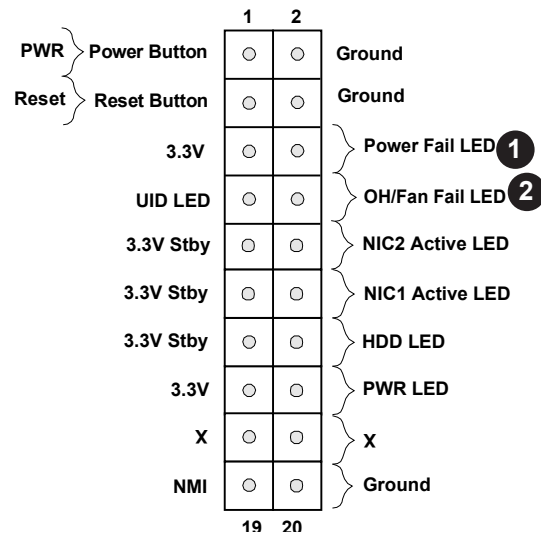 1 2
PWR Power Button Ground
Reset Reset Button Ground
3.3V Power Fail LED 1
UID LED OH/Fan Fail LED 2
3.3V Stby NIC2 Active LED
3.3V Stby NIC1 Active LED
3.3V Stby HDD LED
3.3V PWR LED
X X
NMI Ground
19 20